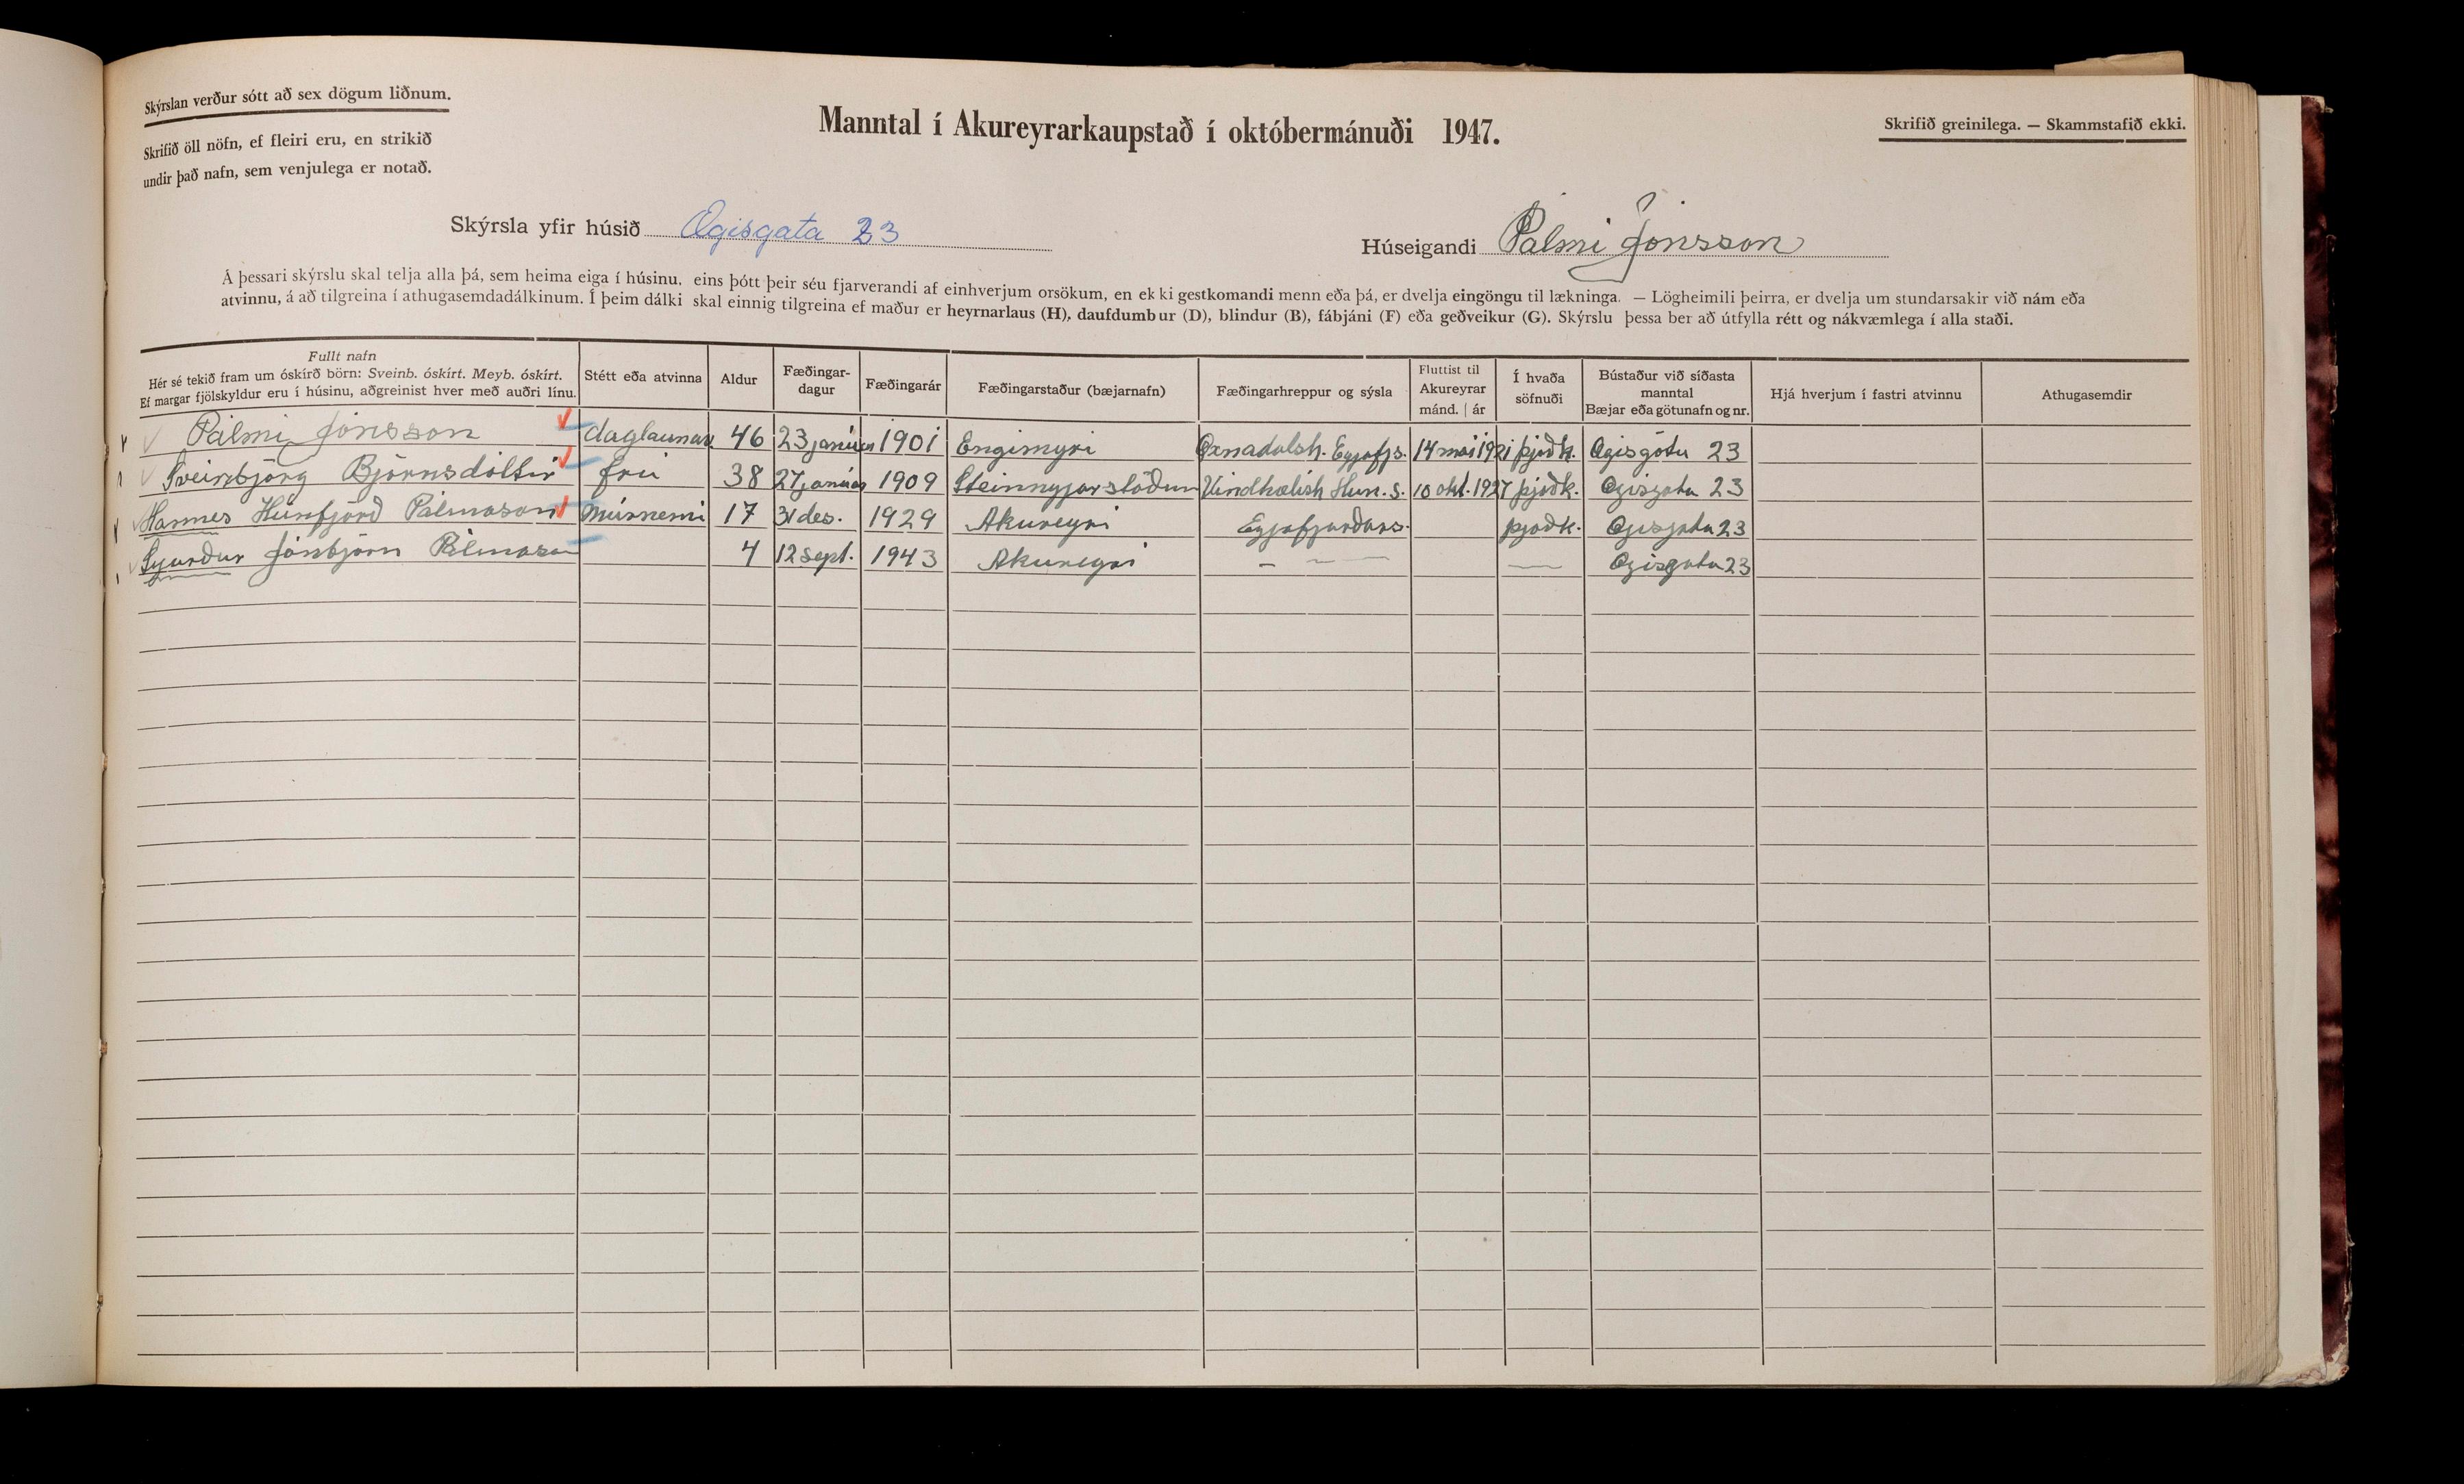 Skýrslan verður sótt að sex dögum liðnum.
Skrifið öll nöfn, ef fleiri eru, en strikið
undir það nafn, sem venjulega er notað.
Manntal í Akureyrarkaupstað í októbermánuði 1947.
Skrifið greinilega. — Skammstafið ekki.
Skýrsla yfir húsið Ægisgata 23
Húseigandi Pálmi Jónsson
Á þessari skýrslu skal telja alla þá, sem heima eiga í húsinu, eins þótt þeir séu fjarverandi af einhverjum orsökum, en ekki gestkomandi menn eða þá, er dvelja eingöngu til lækninga. — Lögheimili þeirra, er dvelja um stundarsakir við nám eða
atvinnu, á að tilgreina í athugasemdadálkinum. Í þeim dálki skal einnig tilgreina ef maður er heyrnarlaus (H), daufdumbur (D), blindur (B), fábjáni (F) eða geðveikur (G). Skýrslu þessa ber að útfylla rétt og nákvæmlega í alla staði.
Fullt nafn
Hér sé tekið fram um óskírð börn: Sveinb. óskírt. Meyb. óskírt.
Ef margar fjölskyldur eru í húsinu, aðgreinist hver með auðri línu.
Stétt eða atvinna
Aldur
Fæðingar-
dagur
Fæðingarár
Fæðingarstaður (bæjarnafn)
Fæðingarhreppur og sýsla
Fluttist til
Akureyrar
mánd. | ár
Í hvaða
söfnuði
Bústaður við síðasta
manntal
Bæjar eða götunafn og nr.
Hjá hverjum í fastri atvinnu
Athugasemdir
Pálmi Jónsson daglaunam 46 23 janúar 1901 Engimýri Öxnadalsh. Eyjafjs. 14 maí 1921 þjóðk. Ægisgötu 23
Sveinbjörg Björnsdóttir frú 38 27 janúar 1909 Steinnyjarstöðum Vindhælish Hún. s. 10 okt. 1927 þjóðk. Ægisgata 23
Hannes Húnfjörð Pálmason Múrnemi 17 31 des. 1929 Akureyri Eyjafjarðars. þjóðk. Ægisgata 23
Sigurður Jónsbjörn Pálmason 4 12 sept. 1943 Akureyri – — — Ægisgata 23